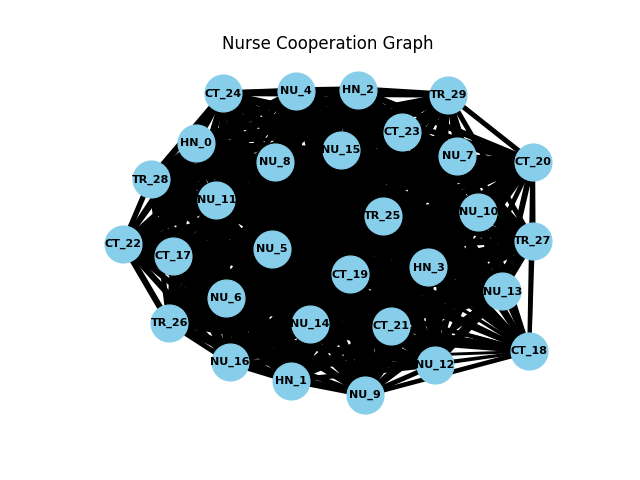 Nurse Cooperation Graph
CT_24
NU_4
HN_2
TR_29
CT_23
HN_0
NU_15
NU_7
NU_8
CT_20
TR_28
NU_11
NU_10
TR_25
CT_22
TR_27
NU_5
CT_17
HN_3
CT_19
NU_13
NU_6
TR_26
NU_14
CT_21
CT_18
NU_16
NU_12
HN_1
NU_9